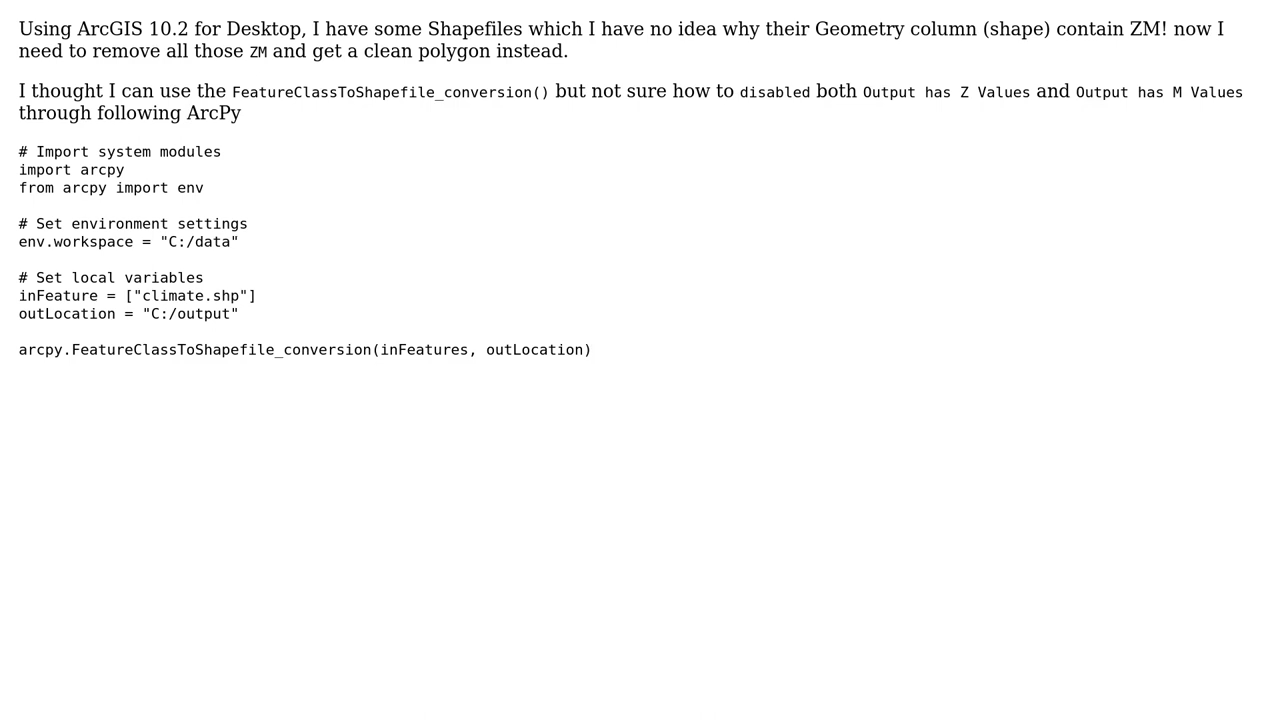 Using ArcGIS 10.2 for Desktop, I have some Shapefiles which I have no idea why their Geometry column (shape) contain ZM! now I
need to remove all those ZM and get a clean polygon instead.
I thought I can use the FeatureClassToShapefile_conversion() but not sure how to disabled both Output has Z Values and Output has M Values
through following ArcPy
# Import system modules
import arcpy
from arcpy import env
# Set environment settings
env.workspace = "C:/data"
# Set local variables
inFeature = ["climate.shp"]
outLocation = "C:/output"
arcpy.FeatureClassToShapefile_conversion(inFeatures, outLocation)